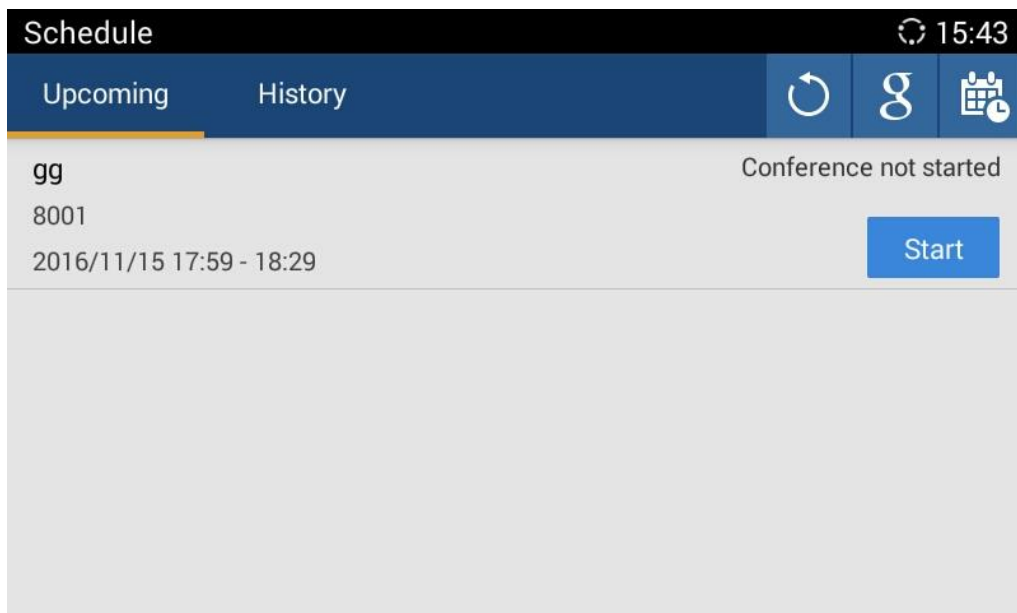 Schedule 15:43
Upcoming History g
gg Conference not started
8001
2016/11/15 17:59 - 18:29
Start